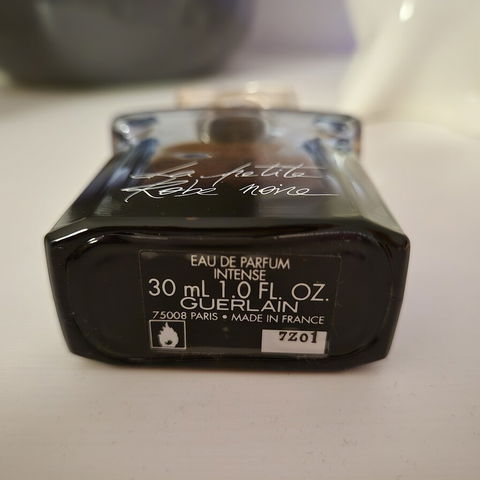 La petite
Robe noire
EAU DE PARFUM
INTENSE
30 ml 1.0 FL. OZ.
GUERLAIN
75008 PARIS • MADE IN FRANCE
7Z01